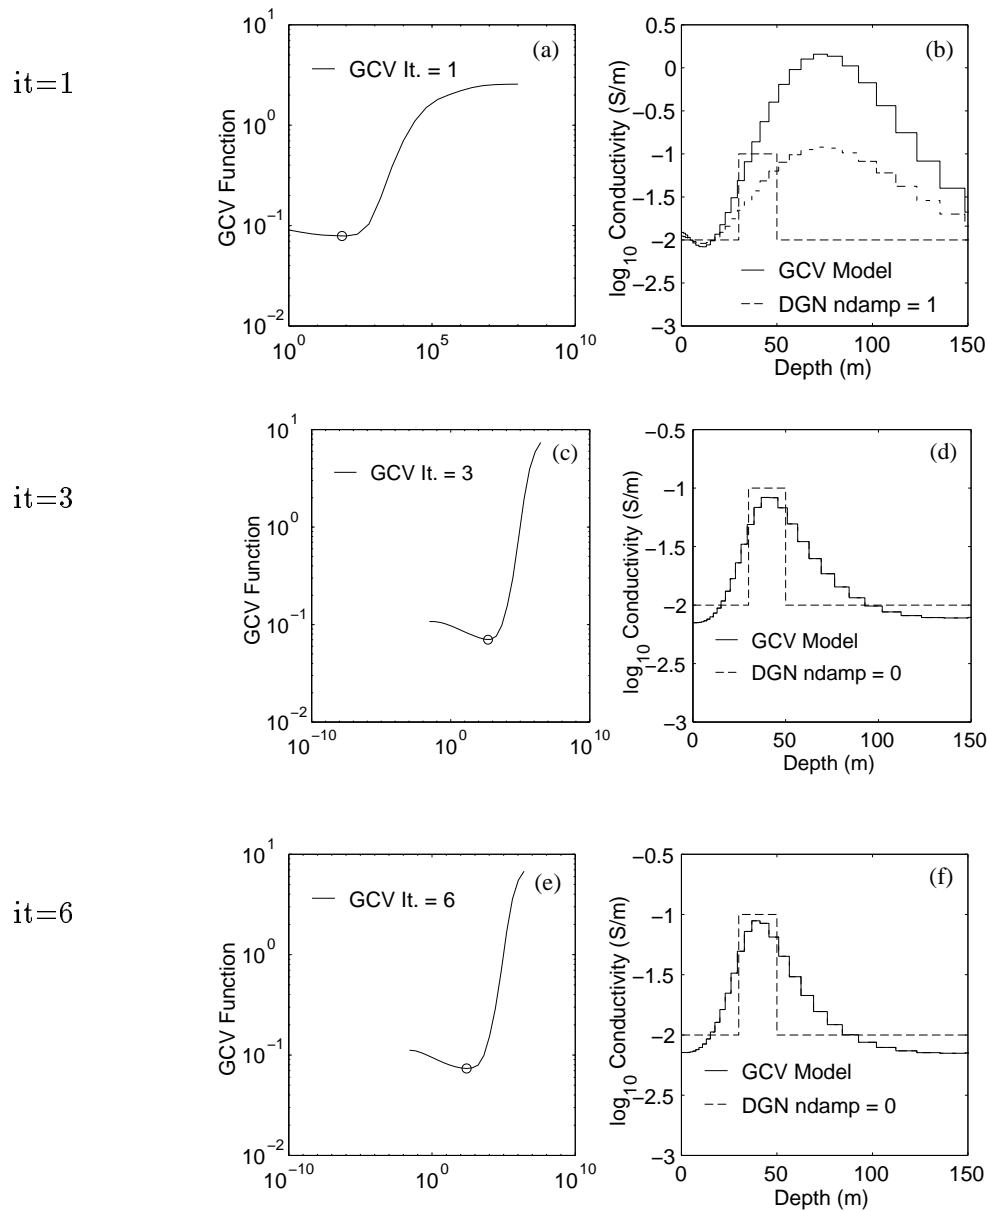 it=1
(a)
GCV It. = 1
GCV Function
10^1
10^0
10^-1
10^-2
10^0
10^5
10^10
(b)
log10 Conductivity (S/m)
0.5
0
-0.5
-1
-1.5
-2
-2.5
-3
GCV Model
DGN ndamp = 1
0
50
100
150
Depth (m)
it=3
(c)
GCV It. = 3
GCV Function
10^1
10^0
10^-1
10^-2
10^-10
10^0
10^10
(d)
log10 Conductivity (S/m)
-0.5
-1
-1.5
-2
-2.5
-3
GCV Model
DGN ndamp = 0
0
50
100
150
Depth (m)
it=6
(e)
GCV It. = 6
GCV Function
10^1
10^0
10^-1
10^-2
10^-10
10^0
10^10
(f)
log10 Conductivity (S/m)
-0.5
-1
-1.5
-2
-2.5
-3
GCV Model
DGN ndamp = 0
0
50
100
150
Depth (m)